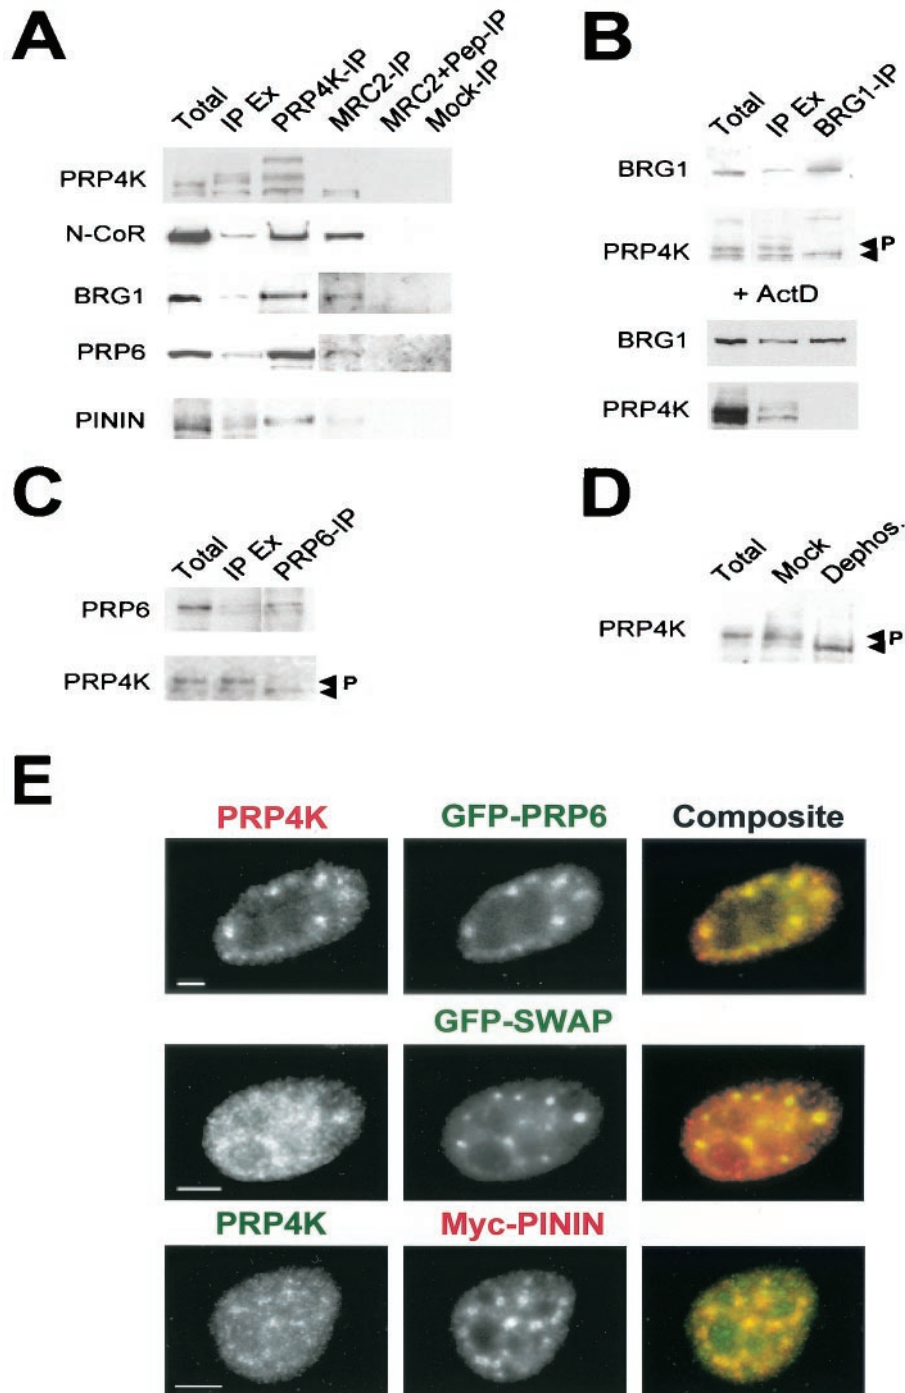 A
Total
IP Ex
PRP4K-IP
MRC2-IP
MRC2+Pep-IP
Mock-IP
PRP4K
N-CoR
BRG1
PRP6
PININ
B
Total
IP Ex
BRG1-IP
BRG1
PRP4K
P
+ ActD
BRG1
PRP4K
C
Total
IP Ex
PRP6-IP
PRP6
PRP4K
P
D
Total
Mock
Dephos.
PRP4K
P
E
PRP4K GFP-PRP6 Composite
GFP-SWAP
PRP4K Myc-PININ